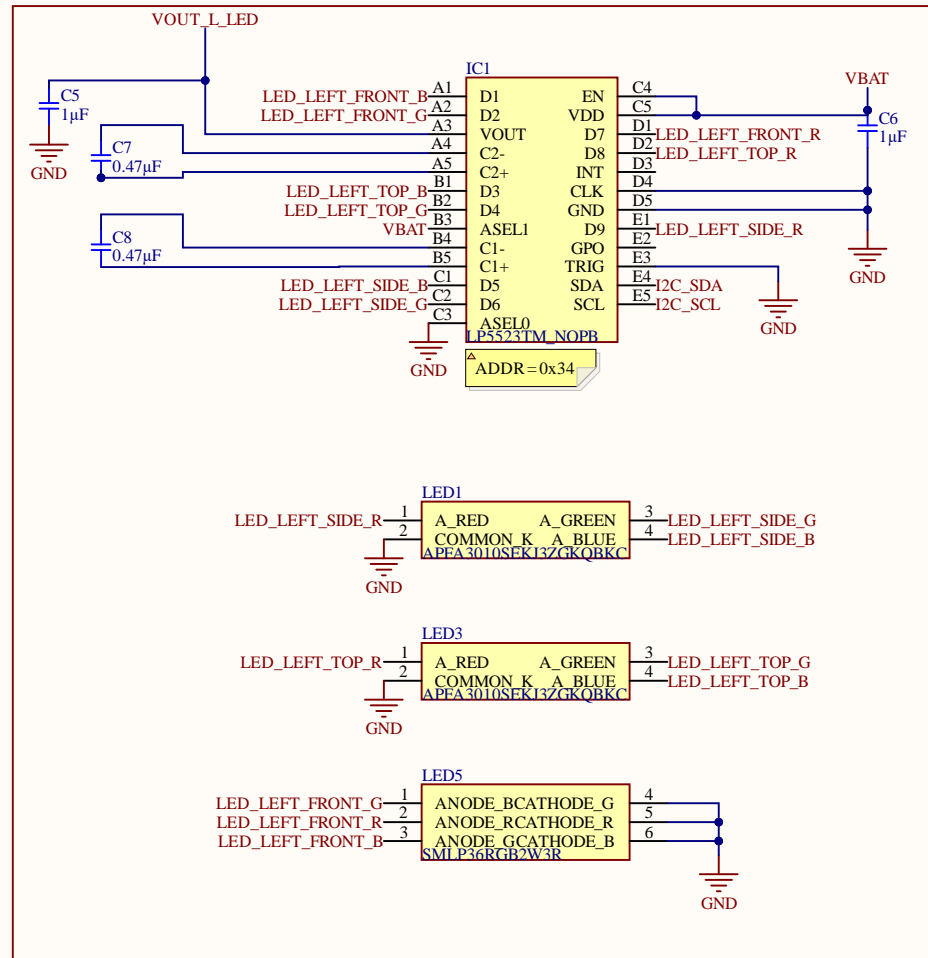 VOUT_L_LED
C5
1µF
GND
C7
0.47µF
C8
0.47µF
IC1
LED_LEFT_FRONT_B A1 D1
LED_LEFT_FRONT_G A2 D2
A3 VOUT
A4 C2-
A5 C2+
LED_LEFT_TOP_B B1 D3
LED_LEFT_TOP_G B2 D4
VBAT B3 ASEL1
B4 C1-
B5 C1+
LED_LEFT_SIDE_B C1 D5
LED_LEFT_SIDE_G C2 D6
C3 ASEL0
GND
EN C4
VDD C5
D7 D1 LED_LEFT_FRONT_R
D8 D2 LED_LEFT_TOP_R
INT D3
CLK D4
GND D5
D9 E1 LED_LEFT_SIDE_R
GPO E2
TRIG E3
SDA E4 I2C_SDA
SCL E5 I2C_SCL
LP5523TM_NOPB
ADDR=0x34
VBAT
C6
1µF
GND
GND
LED1
LED_LEFT_SIDE_R 1 A_RED A_GREEN 3 LED_LEFT_SIDE_G
2 COMMON_K A_BLUE 4 LED_LEFT_SIDE_B
APFA3010SEKJ3ZGKQBKC
GND
LED3
LED_LEFT_TOP_R 1 A_RED A_GREEN 3 LED_LEFT_TOP_G
2 COMMON_K A_BLUE 4 LED_LEFT_TOP_B
APFA3010SEKJ3ZGKQBKC
GND
LED5
LED_LEFT_FRONT_G 1 ANODE_BCATHODE_G 4
LED_LEFT_FRONT_R 2 ANODE_RCATHODE_R 5
LED_LEFT_FRONT_B 3 ANODE_GCATHODE_B 6
SMLP36RGB2W3R
GND